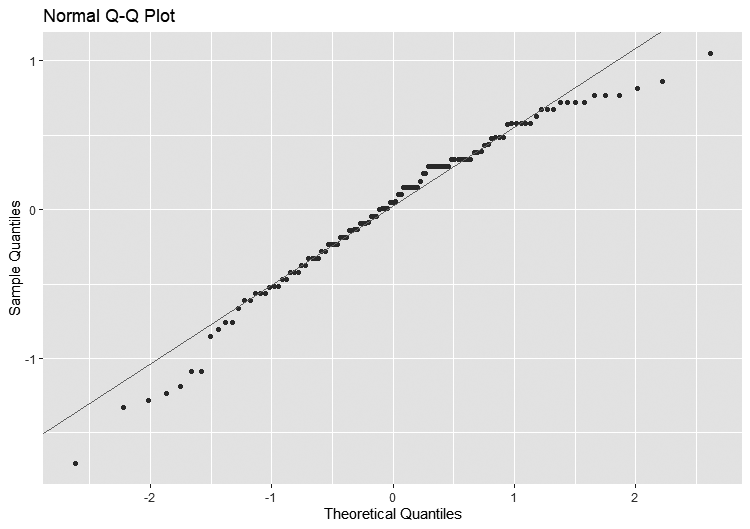 Normal Q-Q Plot
1
0
-1
Sample Quantiles
-2
-1
0
1
2
Theoretical Quantiles